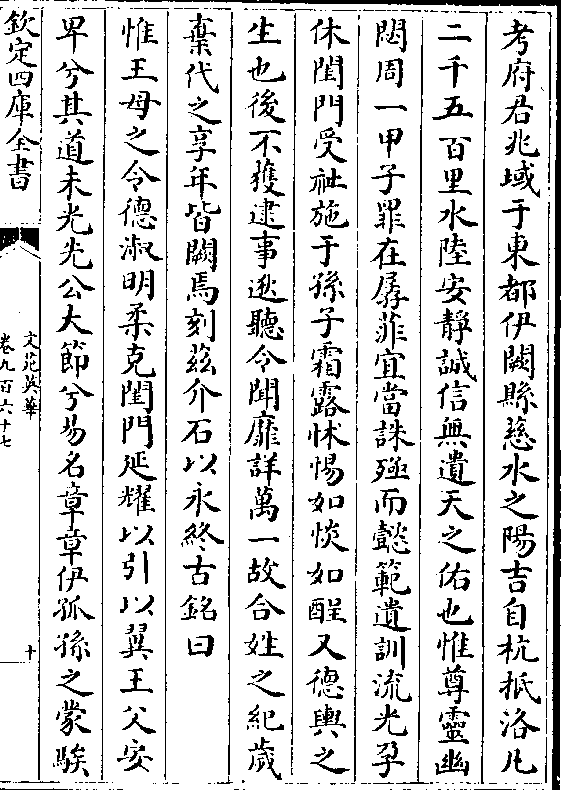 考府君兆域于東都伊闕縣慈水之陽吉自杭抵洛凡
二千五百里水陸安靜誠信無遺天之佑也惟尊靈幽
閟周一甲子罪在孱菲宜當誅殛而懿範遺訓流光孕
休閨門受祉施于孫子霜露怵惕如惔如酲又德輿之
生也後不獲逮事逖聽令聞靡詳萬一故合姓之紀歳
棄代之享年皆闕焉刻兹介石以永終古銘曰
惟王母之令德淑明柔克閨門延耀以引以翼王父安
卑兮其道未光光公大節兮易名章章伊孤孫之蒙騃
欽定四庫全書
文苑英華
卷九百六十七
十